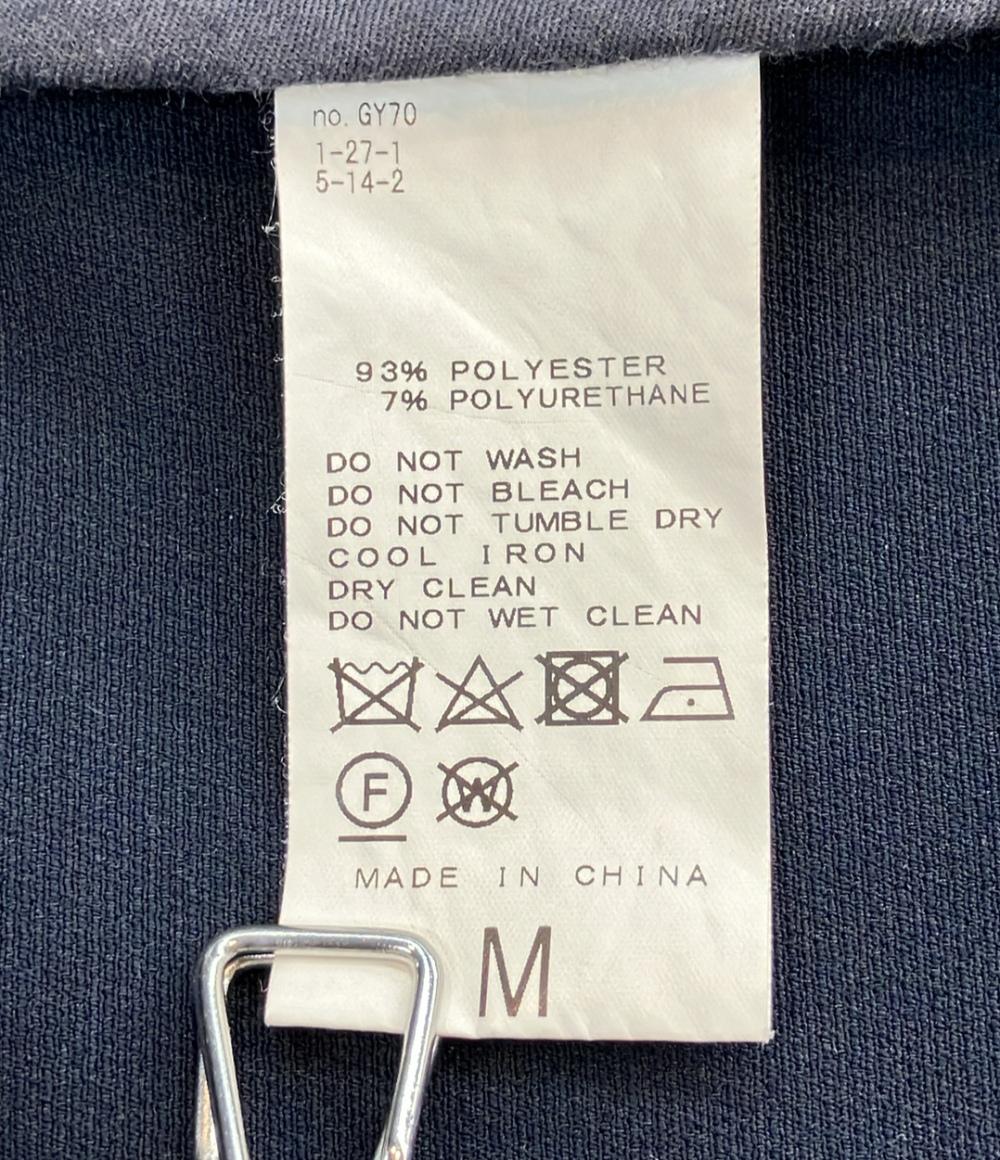 no. GY70
1-27-1
5-14-2
93% POLYESTER
7% POLYURETHANE
DO NOT WASH
DO NOT BLEACH
DO NOT TUMBLE DRY
COOL IRON
DRY CLEAN
DO NOT WET CLEAN
F W
MADE IN CHINA
M